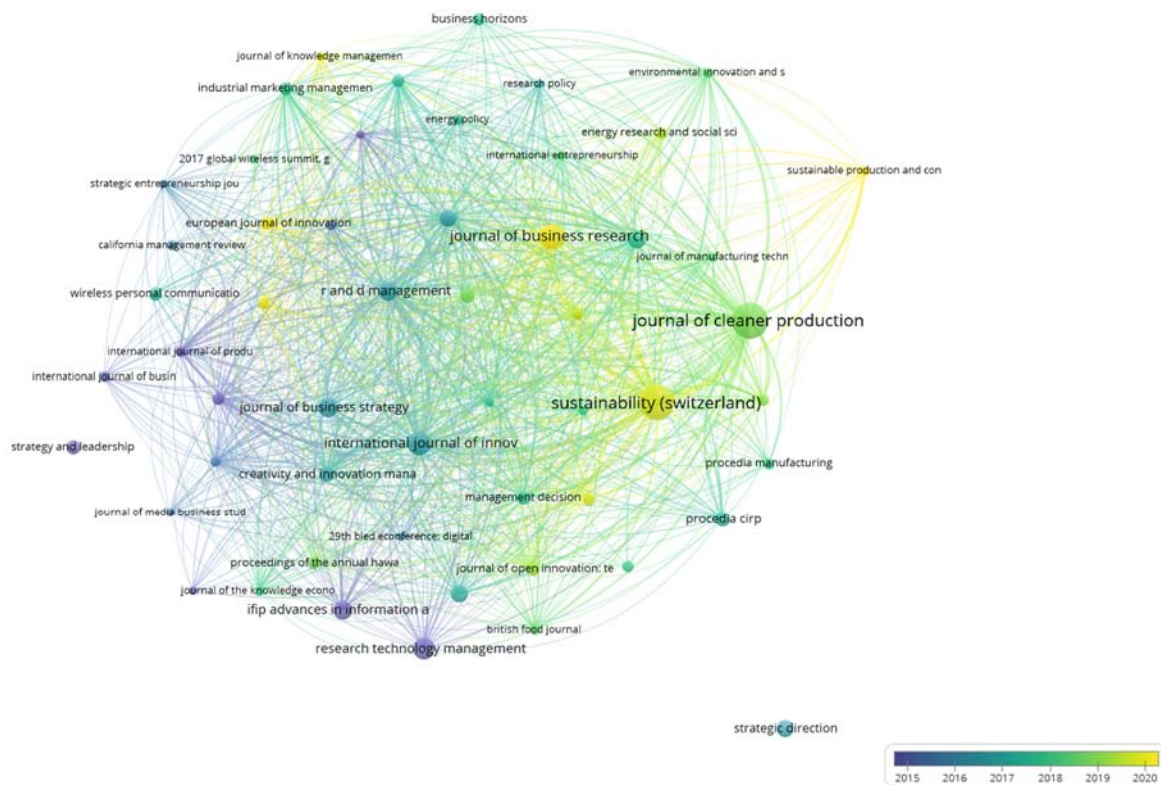 business horizons
journal of knowledge managemen
environmental innovation and s
research policy
industrial marketing managemen
energy policy
energy research and social sci
international entrepreneurship
2017 global wireless summit, g
sustainable production and con
strategic entrepreneurship jou
european journal of innovation
journal of business research
california management review
journal of manufacturing techn
r and d management
wireless personal communicatio
journal of cleaner production
international journal of produ
international journal of busin
sustainability (switzerland)
journal of business strategy
international journal of innov
strategy and leadership
procedia manufacturing
creativity and innovation mana
management decision
journal of media business stud
procedia cirp
29th bled econference: digital
proceedings of the annual hawa
journal of open innovation: te
journal of the knowledge econo
ifip advances in information a
british food journal
research technology management
strategic direction
2015 2016 2017 2018 2019 2020